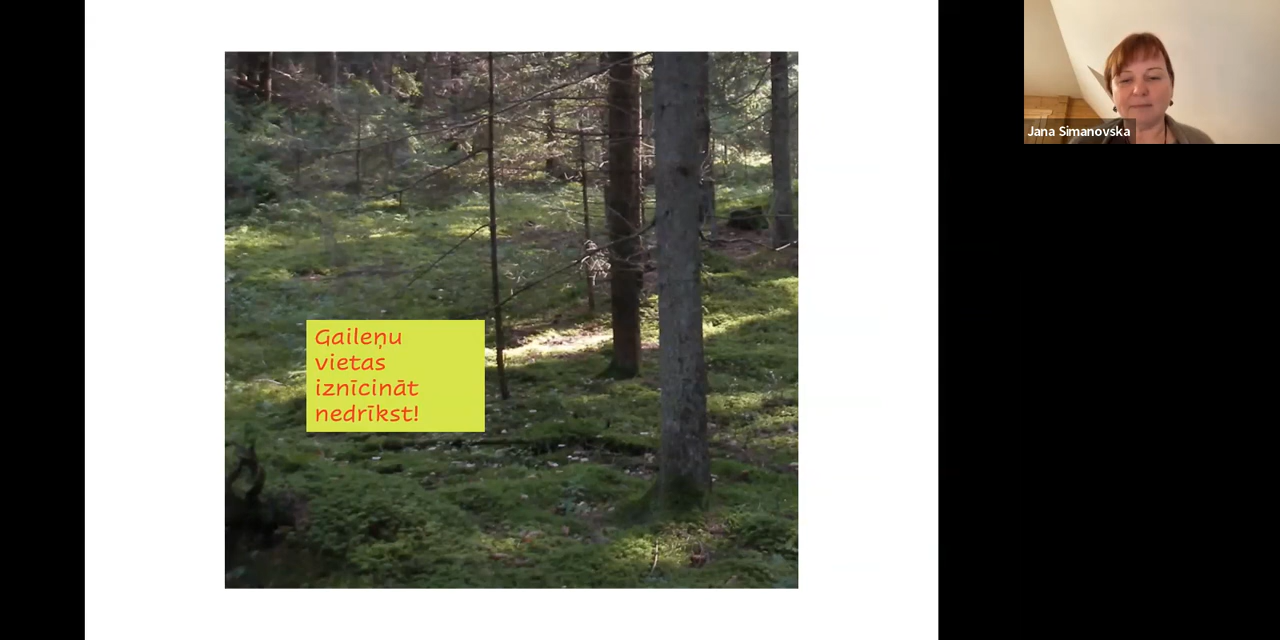 Gaileņu
vietas
iznīcināt
nedrīkst!
Jana Simanovska